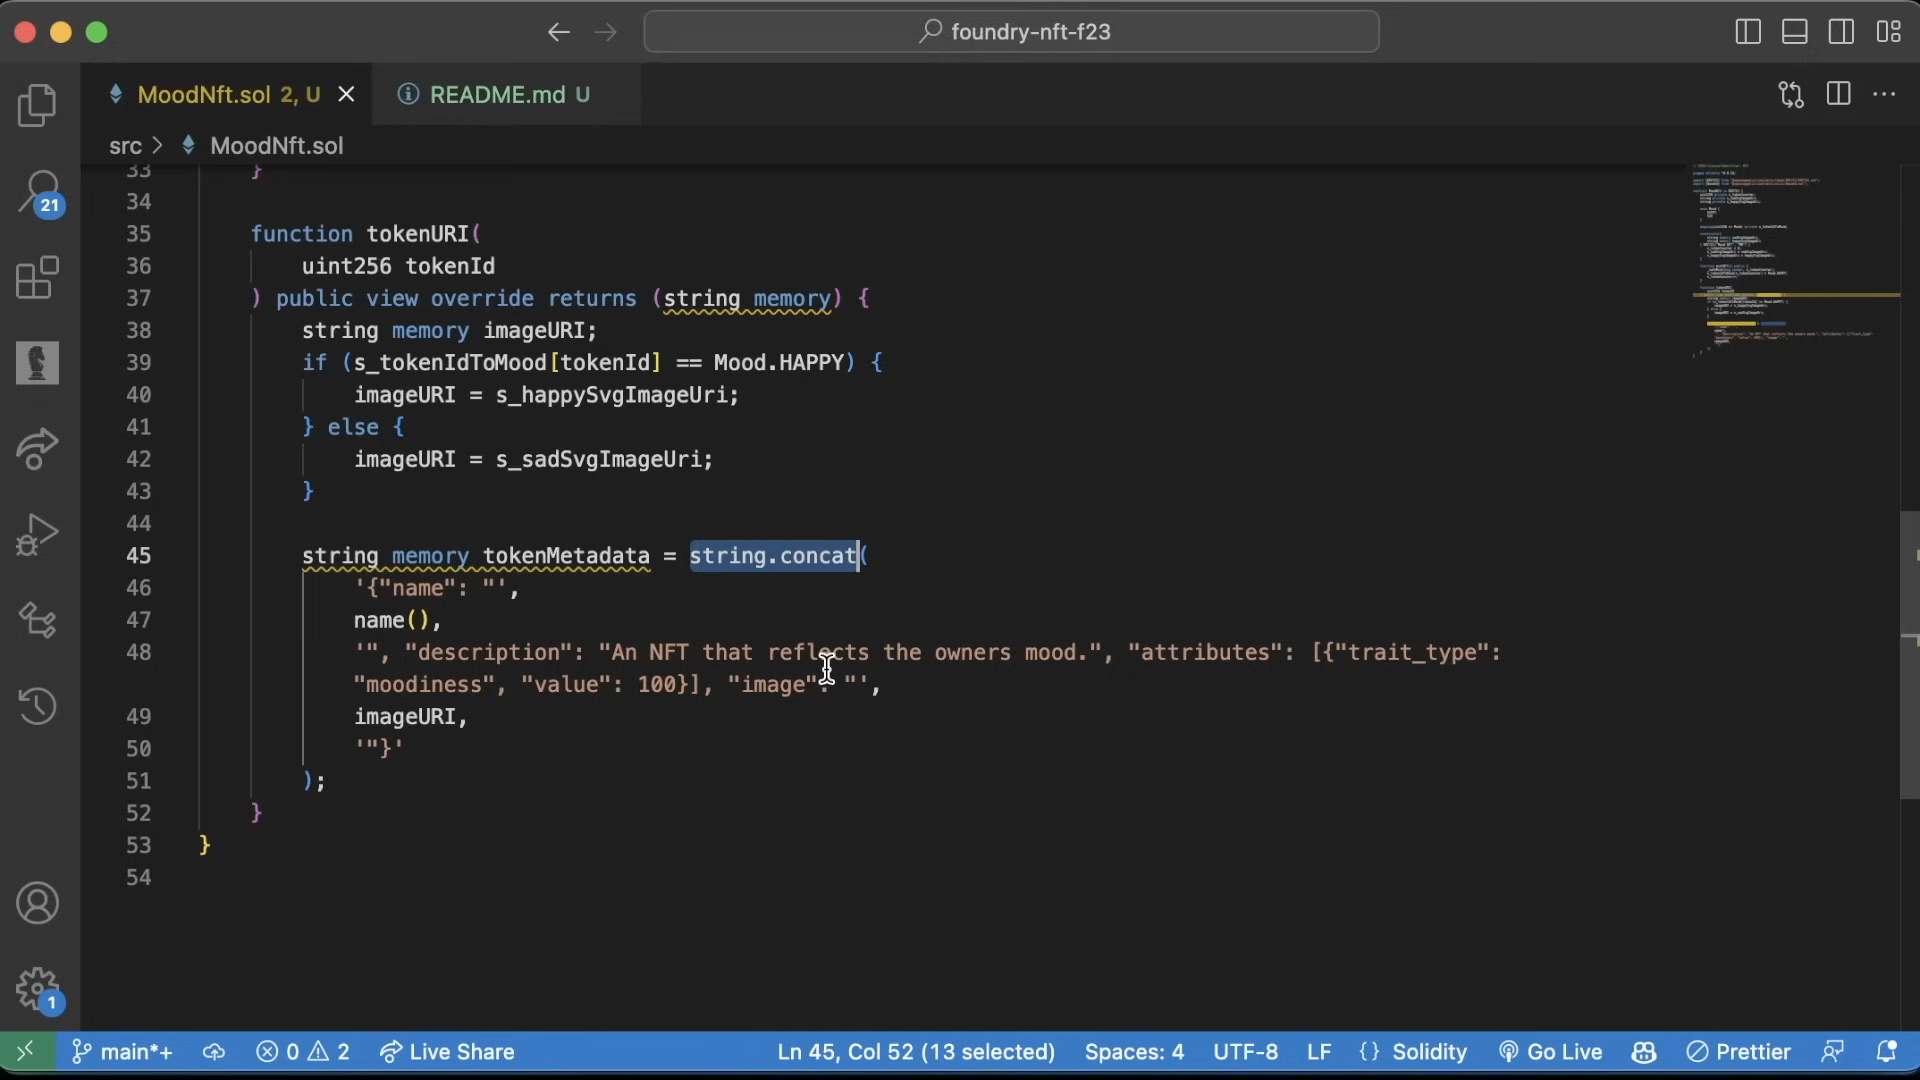 foundry-nft-f23
MoodNft.sol 2, U
README.md U
src > MoodNft.sol
21
1
33 }
34
35 function tokenURI(
36 uint256 tokenId
37 ) public view override returns (string memory) {
38 string memory imageURI;
39 if (s_tokenIdToMood[tokenId] == Mood.HAPPY) {
40 imageURI = s_happySvgImageUri;
41 } else {
42 imageURI = s_sadSvgImageUri;
43 }
44
45 string memory tokenMetadata = string.concat(
46 '{"name": "',
47 name(),
48 '", "description": "An NFT that reflects the owners mood.", "attributes": [{"trait_type":
"moodiness", "value": 100}], "image": "',
49 imageURI,
50 '"}'
51 );
52 }
53 }
54
main*+ 0 2 Live Share Ln 45, Col 52 (13 selected) Spaces: 4 UTF-8 LF {} Solidity Go Live Prettier